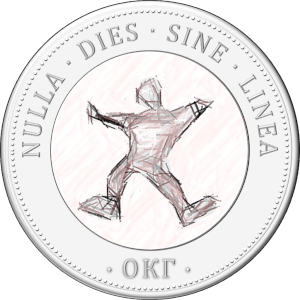 NULLA · DIES · SINE · LINEA
· ОКГ ·